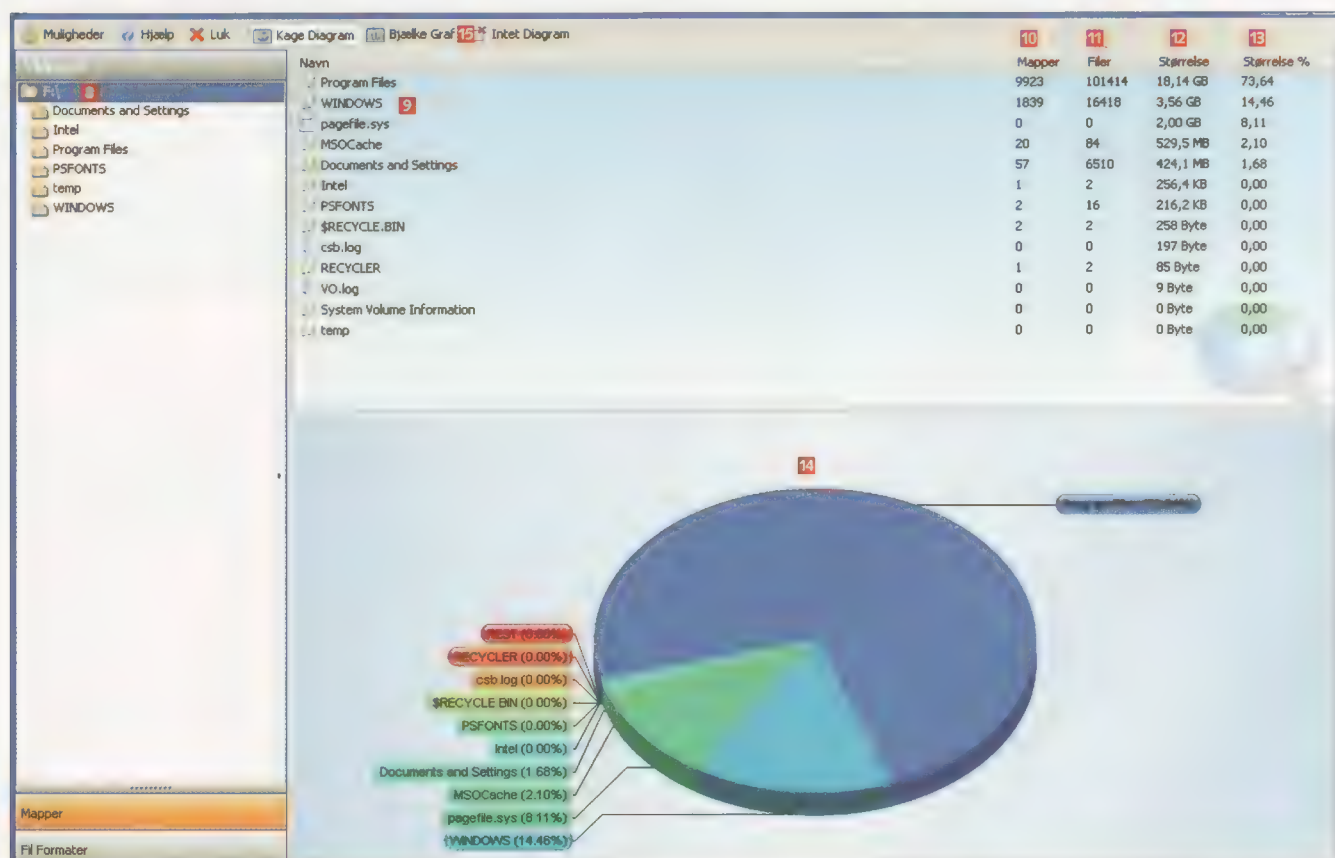 Muligheder Hjælp Luk Kage Diagram Bjælke Graf 15 Intet Diagram
10 11 12 13
Navn Mapper Filer Størrelse Størrelse %
F:\ 8
Documents and Settings
Intel
Program Files
PSFONTS
temp
WINDOWS
Program Files 9923 101414 18,14 GB 73,64
WINDOWS 9 1839 16418 3,56 GB 14,46
pagefile.sys 0 0 2,00 GB 8,11
MSOCache 20 84 529,5 MB 2,10
Documents and Settings 57 6510 424,1 MB 1,68
Intel 1 2 256,4 KB 0,00
PSFONTS 2 16 216,2 KB 0,00
$RECYCLE.BIN 2 2 258 Byte 0,00
csb.log 0 0 197 Byte 0,00
RECYCLER 1 2 85 Byte 0,00
VO.log 0 0 9 Byte 0,00
System Volume Information 0 0 0 Byte 0,00
temp 0 0 0 Byte 0,00
14
REST (0.00%)
RECYCLER (0.00%)
csb.log (0.00%)
$RECYCLE.BIN (0.00%)
PSFONTS (0.00%)
Intel (0.00%)
Documents and Settings (1.68%)
MSOCache (2.10%)
pagefile.sys (8.11%)
WINDOWS (14.46%)
Mapper
Fil Formater